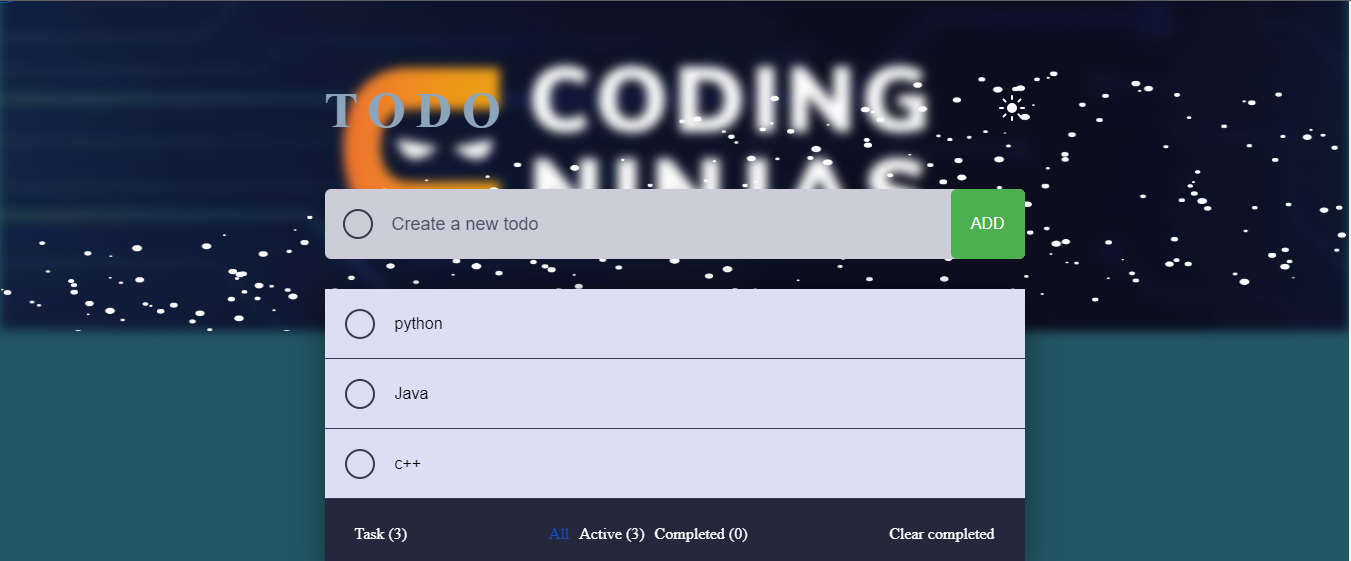 CODING
TODO
NINJAS
Create a new todo ADD
python
Java
c++
Task (3) All Active (3) Completed (0) Clear completed